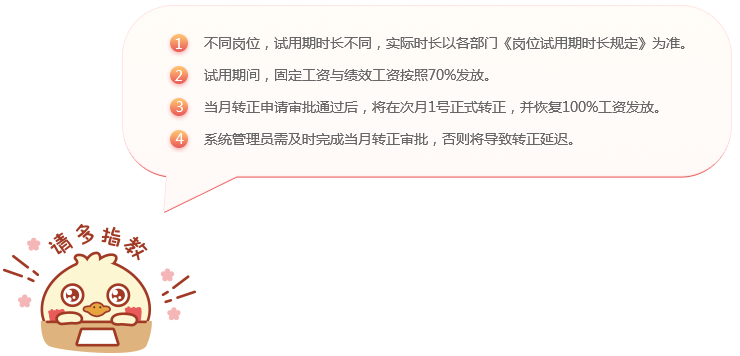 1 不同岗位，试用期时长不同，实际时长以各部门《岗位试用期时长规定》为准。
2 试用期间，固定工资与绩效工资按照70%发放。
3 当月转正申请审批通过后，将在次月1号正式转正，并恢复100%工资发放。
4 系统管理员需及时完成当月转正审批，否则将导致转正延迟。
请多指教